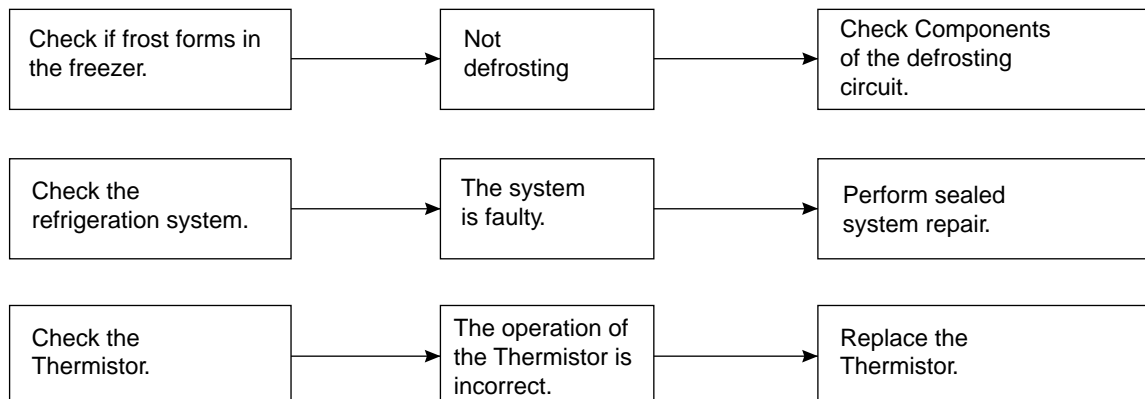 Check if frost forms in
the freezer.
Not
defrosting
Check Components
of the defrosting
circuit.
Check the
refrigeration system.
The system
is faulty.
Perform sealed
system repair.
Check the
Thermistor.
The operation of
the Thermistor is
incorrect.
Replace the
Thermistor.